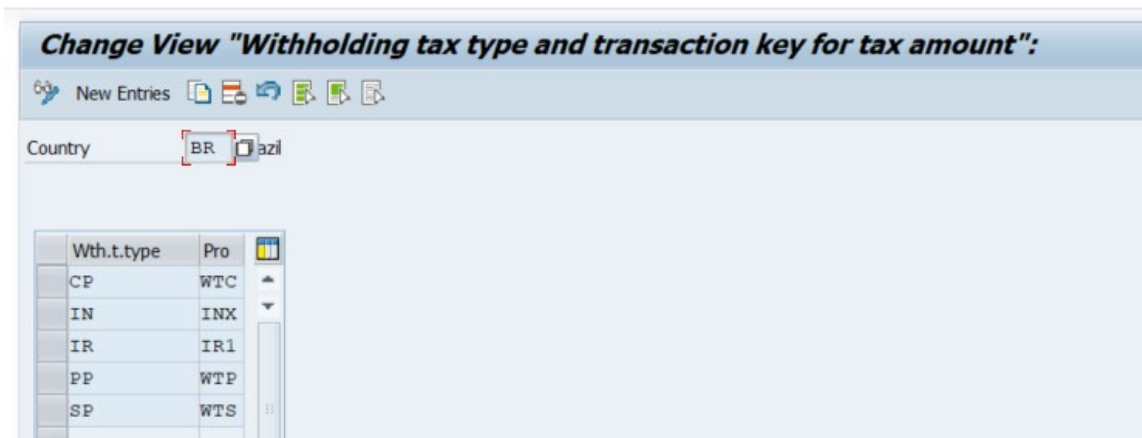 Change View "Withholding tax type and transaction key for tax amount":
New Entries
Country BR azil
Wth.t.type Pro
CP WTC
IN INX
IR IR1
PP WTP
SP WTS